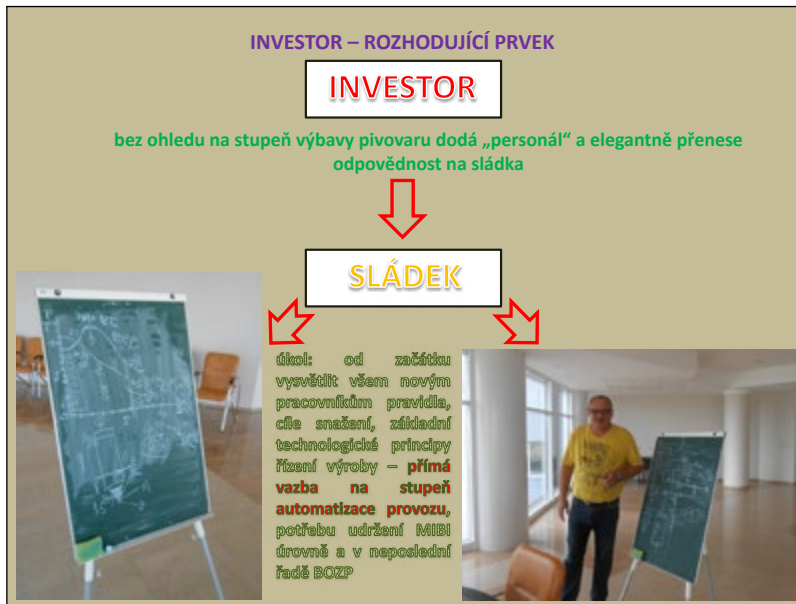 INVESTOR – ROZHODUJÍCÍ PRVEK
INVESTOR
bez ohledu na stupeň výbavy pivovaru dodá „personál“ a elegantně přenese
odpovědnost na sládka
SLÁDEK
úkol: od začátku
vysvětlit všem novým
pracovníkům pravidla,
cíle snažení, základní
technologické principy
řízení výroby – přímá
vazba na stupeň
automatizace provozu,
potřebu udržení MIBI
úrovně a v neposlední
řadě BOZP